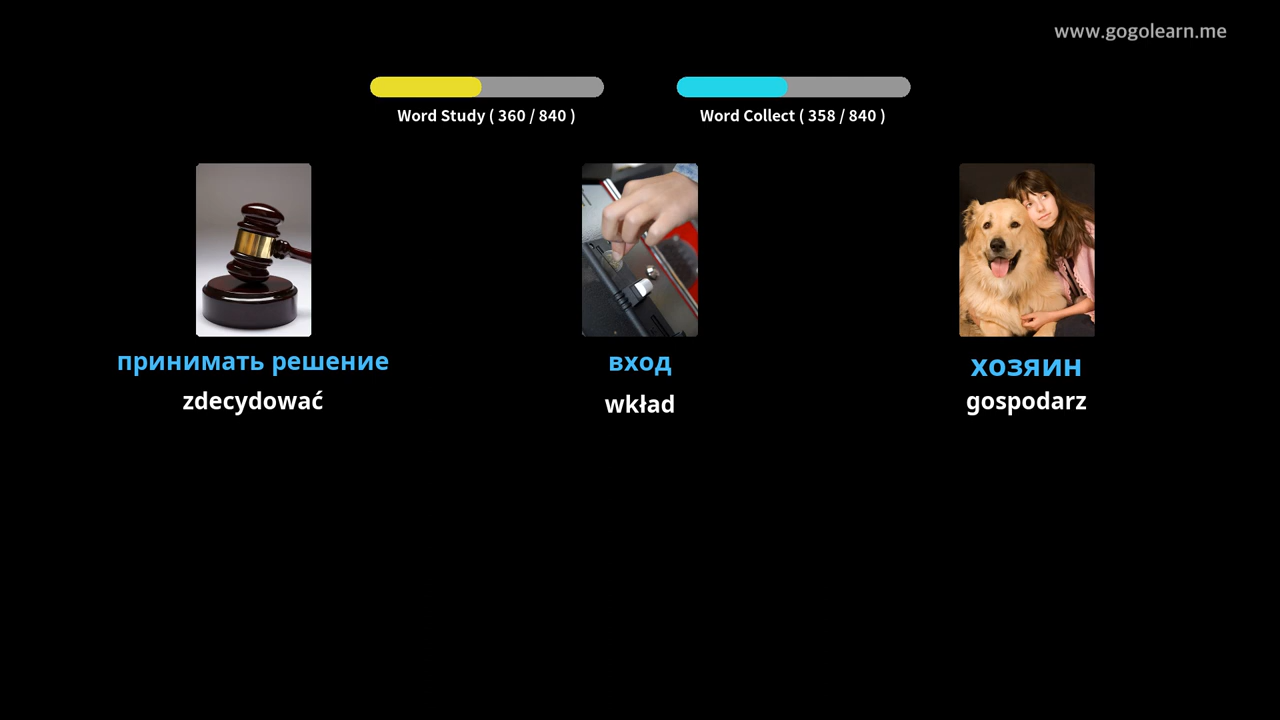 www.gogolearn.me
Word Study ( 360 / 840 )
Word Collect ( 358 / 840 )
принимать решение
вход
хозяин
zdecydować
wkład
gospodarz